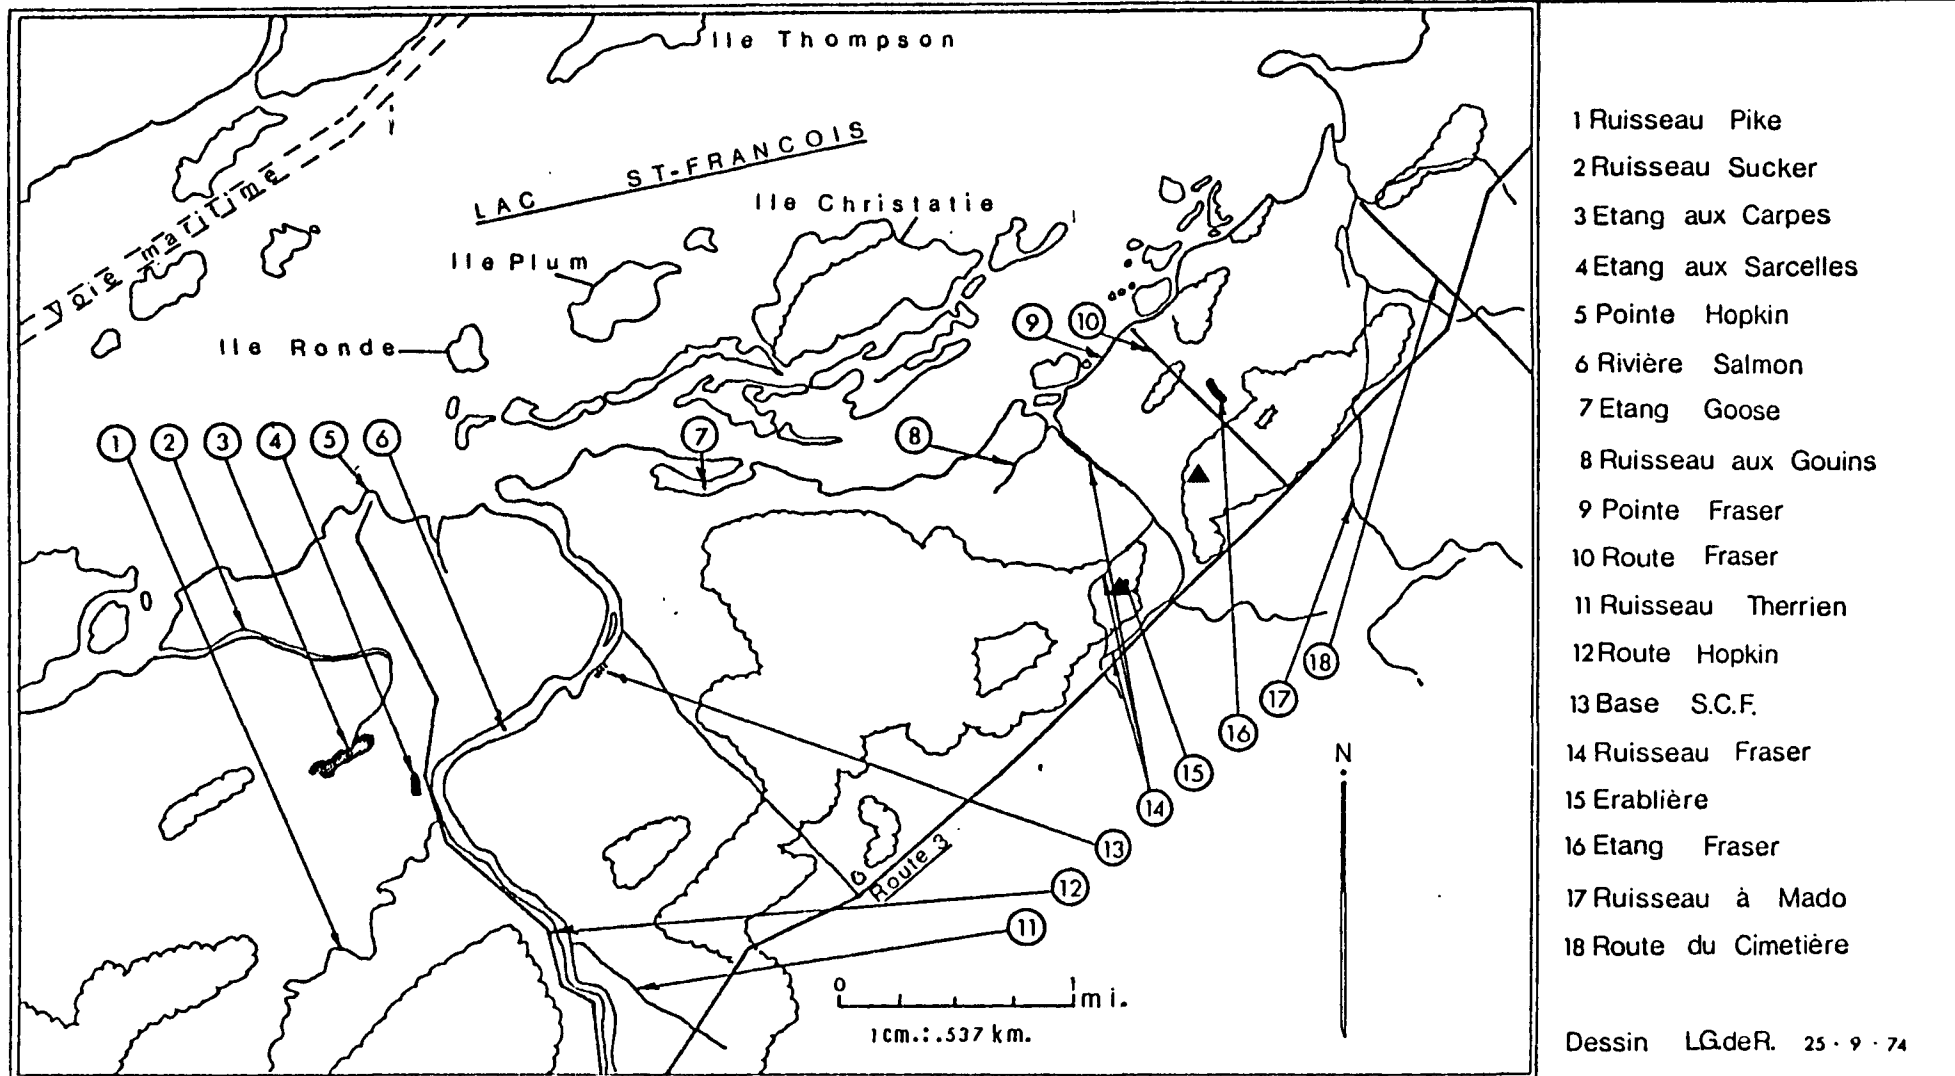 Ile Thompson
LAC ST-FRANCOIS
Voie maritime
Ile Christatie
Ile Plum
Ile Ronde
9
10
1
2
3
4
5
6
7
8
18
17
16
15
14
13
12
11
N
Route 3
0 1
mi.
1cm.:.537 km.
1 Ruisseau Pike
2 Ruisseau Sucker
3 Etang aux Carpes
4 Etang aux Sarcelles
5 Pointe Hopkin
6 Rivière Salmon
7 Etang Goose
8 Ruisseau aux Gouins
9 Pointe Fraser
10 Route Fraser
11 Ruisseau Therrien
12 Route Hopkin
13 Base S.C.F.
14 Ruisseau Fraser
15 Erablière
16 Etang Fraser
17 Ruisseau à Mado
18 Route du Cimetière
Dessin LG.deR. 25 · 9 · 74